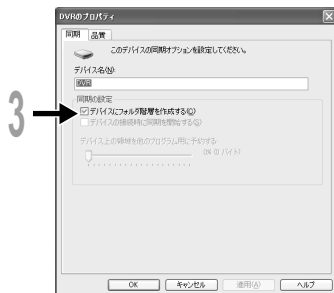 DVRのプロパティ
同期 品質
このデバイスの同期オプションを設定してください。
デバイス名(N):
DVR
同期の設定
3
デバイスにフォルダ階層を作成する(C)
デバイスの接続時に同期を開始する(S)
デバイス上の領域を他のプログラム用に予約する:
0% (0 バイト)
OK キャンセル 適用(A) ヘルプ